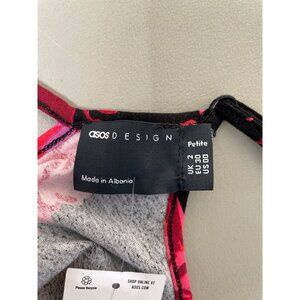 asos DESIGN
Made in Albania
Petite
UK 2
EU 30
US 00
Please Recycle
SHOP ONLINE AT
ASOS.COM